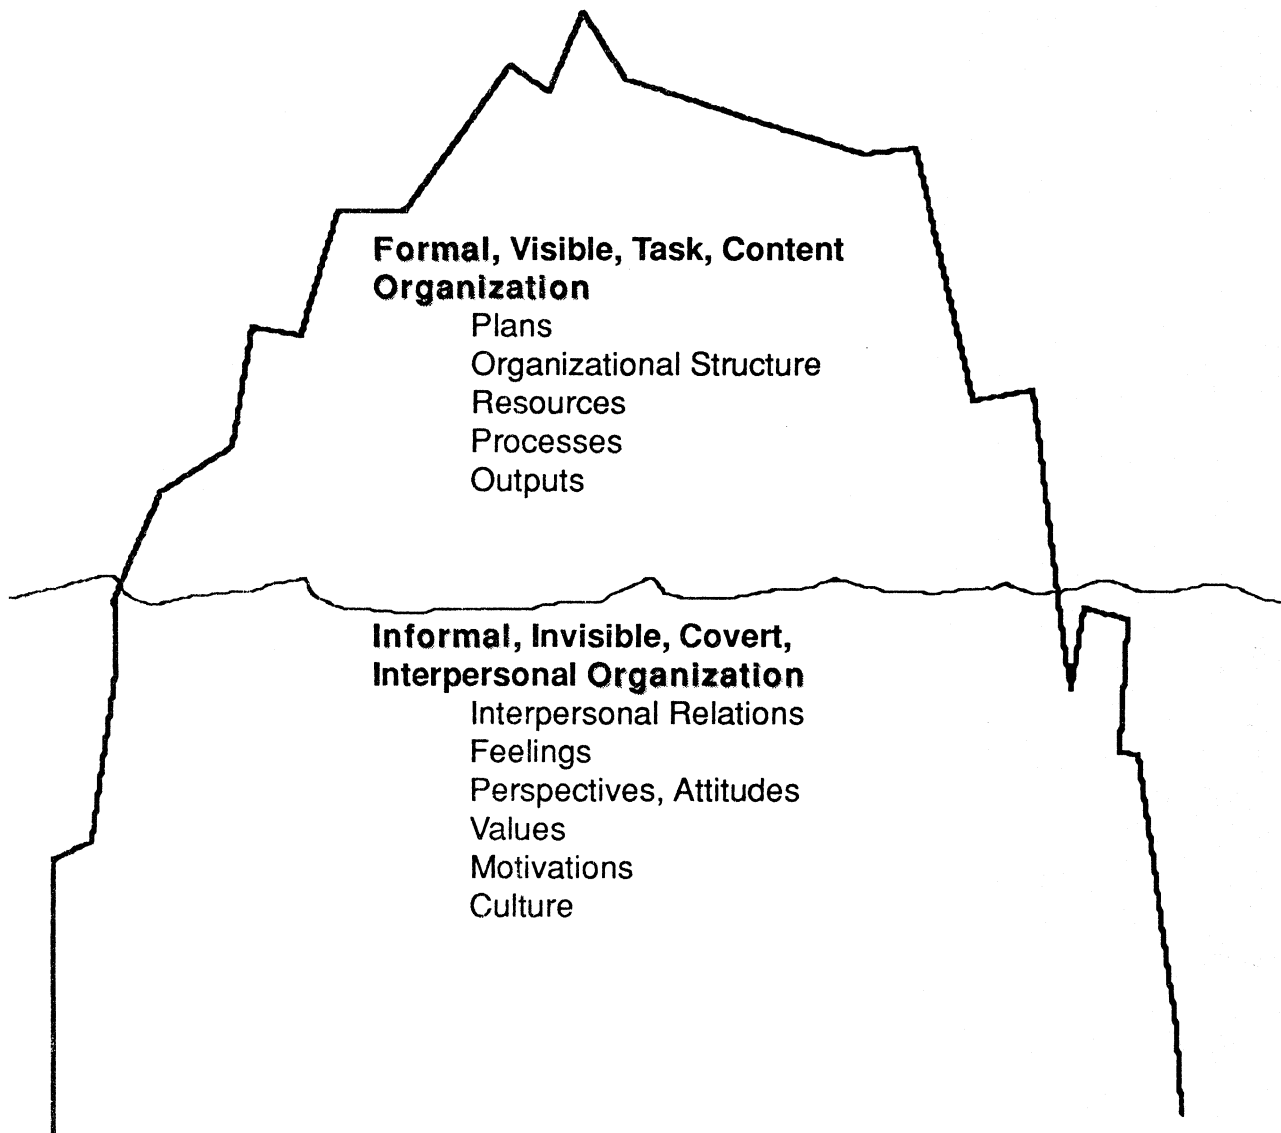 Formal, Visible, Task, Content
Organization
Plans
Organizational Structure
Resources
Processes
Outputs
Informal, Invisible, Covert,
Interpersonal Organization
Interpersonal Relations
Feelings
Perspectives, Attitudes
Values
Motivations
Culture